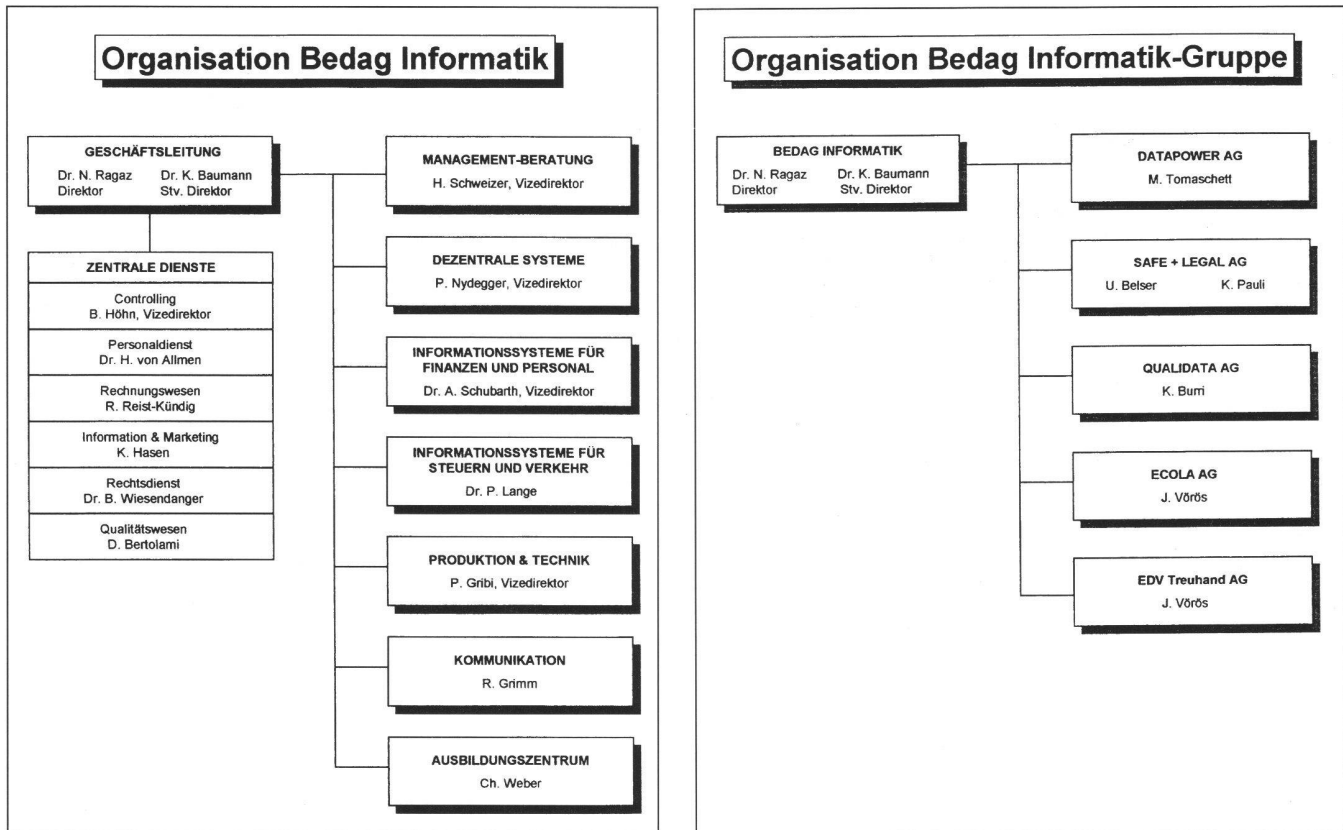 Organisation Bedag Informatik
GESCHÄFTSLEITUNG
Dr. N. Ragaz Dr. K. Baumann
Direktor Stv. Direktor
ZENTRALE DIENSTE
Controlling
B. Höhn, Vizedirektor
Personaldienst
Dr. H. von Allmen
Rechnungswesen
R. Reist-Kündig
Information & Marketing
K. Hasen
Rechtsdienst
Dr. B. Wiesendanger
Qualitätswesen
D. Bertolami
MANAGEMENT-BERATUNG
H. Schweizer, Vizedirektor
DEZENTRALE SYSTEME
P. Nydegger, Vizedirektor
INFORMATIONSSYSTEME FÜR
FINANZEN UND PERSONAL
Dr. A. Schubarth, Vizedirektor
INFORMATIONSSYSTEME FÜR
STEUERN UND VERKEHR
Dr. P. Lange
PRODUKTION & TECHNIK
P. Gribi, Vizedirektor
KOMMUNIKATION
R. Grimm
AUSBILDUNGSZENTRUM
Ch. Weber
Organisation Bedag Informatik-Gruppe
BEDAG INFORMATIK
Dr. N. Ragaz Dr. K. Baumann
Direktor Stv. Direktor
DATAPOWER AG
M. Tomaschett
SAFE + LEGAL AG
U. Belser K. Pauli
QUALIDATA AG
K. Burri
ECOLA AG
J. Vörös
EDV Treuhand AG
J. Vörös